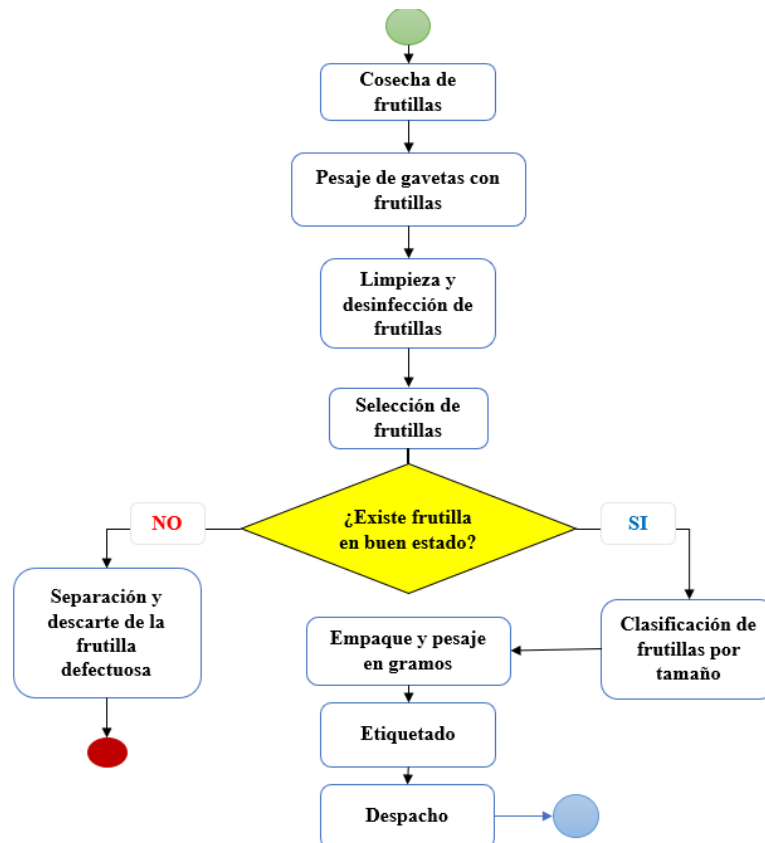 Cosecha de
frutillas
Pesaje de gavetas con
frutillas
Limpieza y
desinfección de
frutillas
Selección de
frutillas
¿Existe frutilla
en buen estado?
NO
SI
Separación y
descarte de la
frutilla
defectuosa
Clasificación de
frutillas por
tamaño
Empaque y pesaje
en gramos
Etiquetado
Despacho